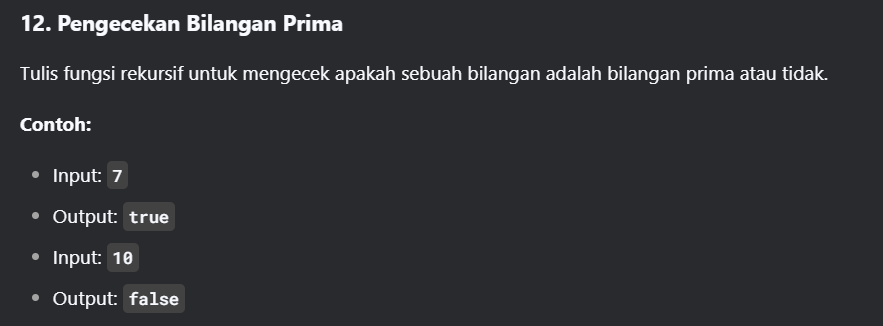 12. Pengecekan Bilangan Prima
Tulis fungsi rekursif untuk mengecek apakah sebuah bilangan adalah bilangan prima atau tidak.
Contoh:
• Input: 7
• Output: true
• Input: 10
• Output: false